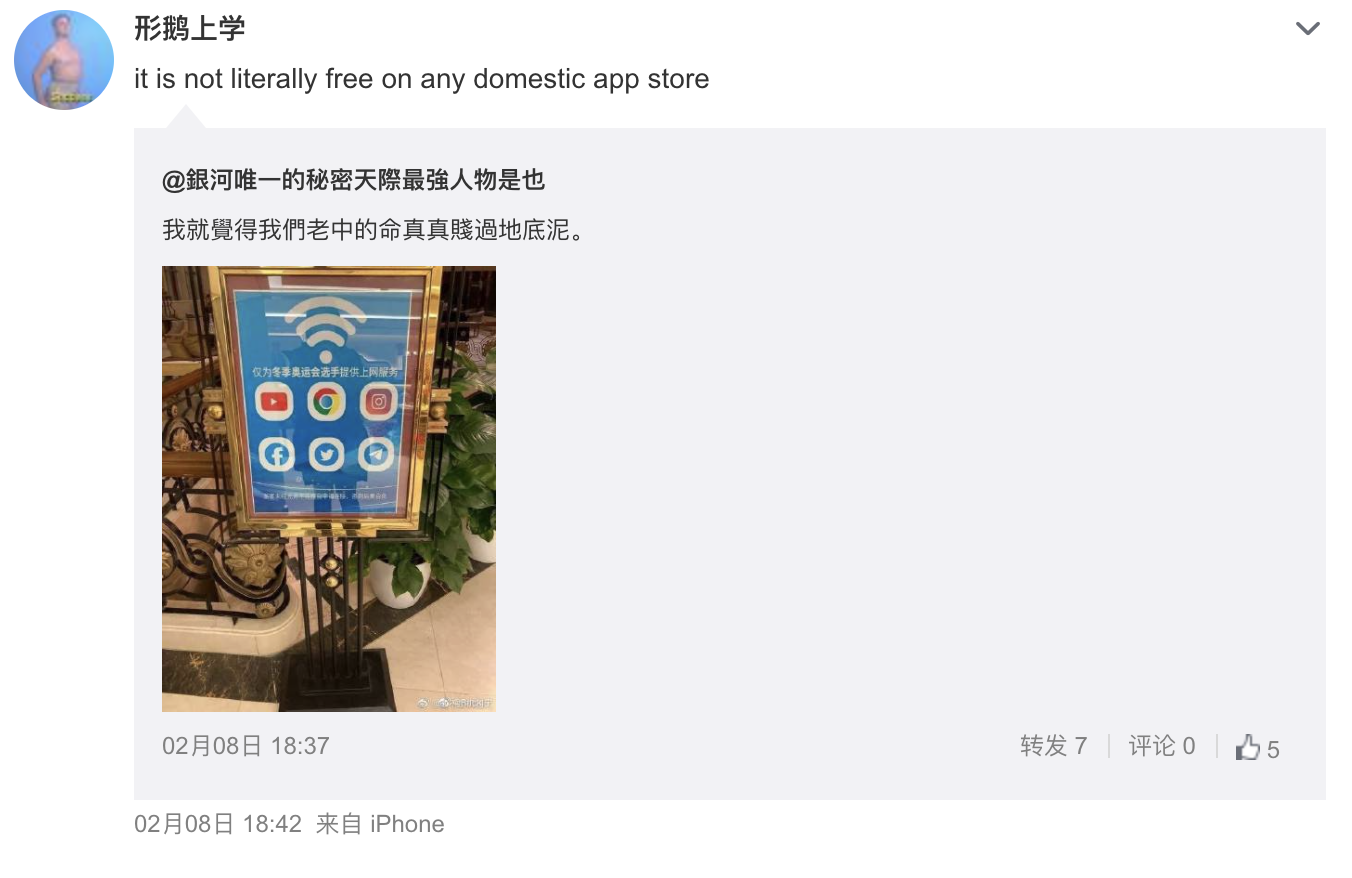 形鹅上学
it is not literally free on any domestic app store
@銀河唯一的秘密天際最強人物是也
我就覺得我們老中的命真真賤過地底泥。
仅为冬季奥运会选手提供上网服务
02月08日 18:37
转发 7
评论 0
5
02月08日 18:42 来自 iPhone